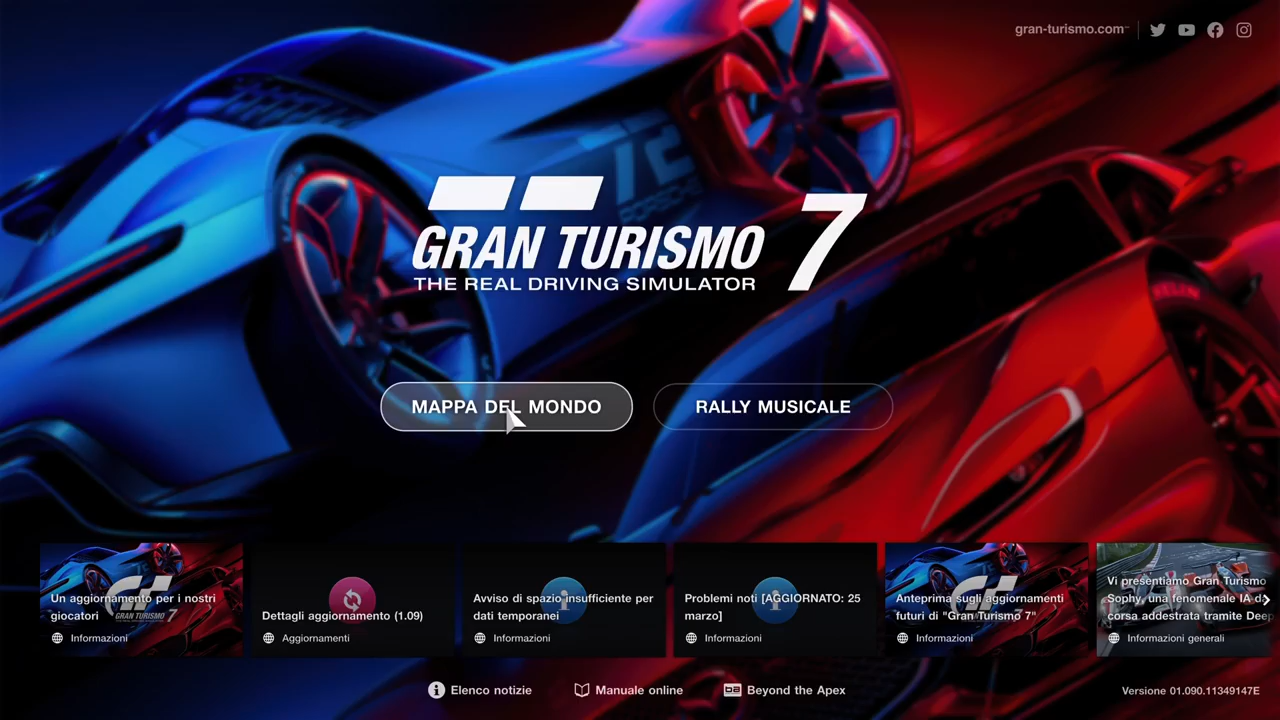 gran-turismo.com
72
PORSCHE
GRAN TURISMO 7
THE REAL DRIVING SIMULATOR
MAPPA DEL MONDO
RALLY MUSICALE
Un aggiornamento per i nostri
giocatori
Informazioni
Dettagli aggiornamento (1.09)
Aggiornamenti
Avviso di spazio insufficiente per
dati temporanei
Informazioni
Problemi noti [AGGIORNATO: 25
marzo]
Informazioni
Anteprima sugli aggiornamenti
futuri di "Gran Turismo 7"
Informazioni
Vi presentiamo Gran Turismo
Sophy, una fenomenale IA da
corsa addestrata tramite Deep
Informazioni generali
Elenco notizie
Manuale online
Beyond the Apex
Versione 01.090.11349147E